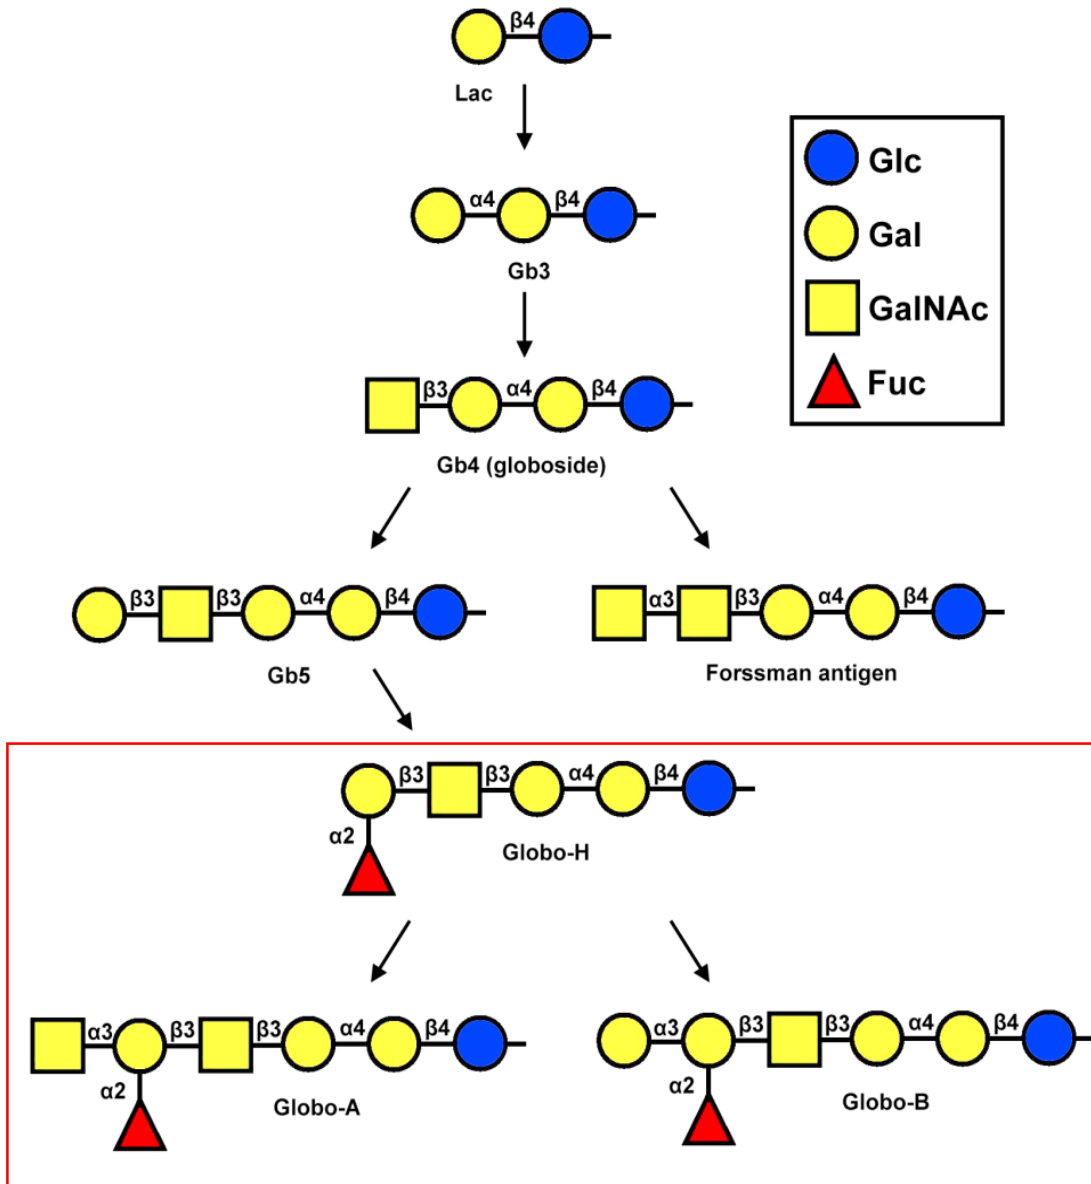 β4
Lac
Glc
α4 β4
Gal
Gb3
GalNAc
β3 α4 β4
Fuc
Gb4 (globoside)
β3 β3 α4 β4
α3 β3 α4 β4
Gb5
Forssman antigen
β3 β3 α4 β4
α2
Globo-H
α3 β3 β3 α4 β4
α2
Globo-A
α3 β3 β3 α4 β4
α2
Globo-B